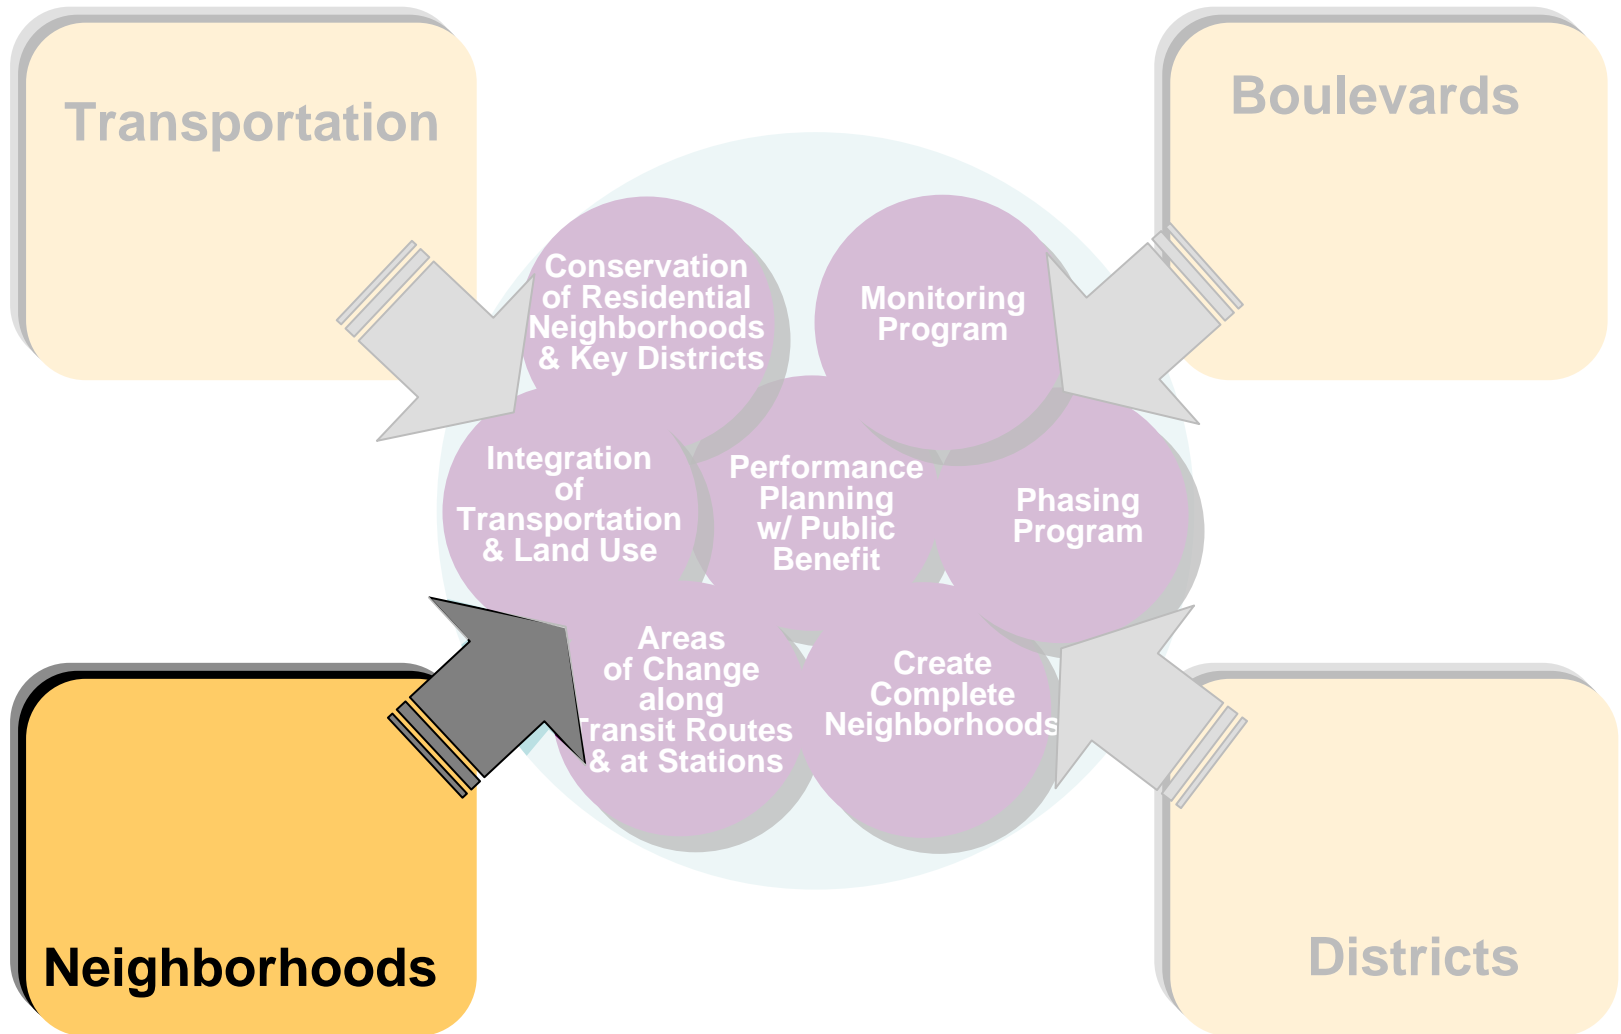 Transportation
Boulevards
Conservation
of Residential
Neighborhoods
& Key Districts
Monitoring
Program
Integration
of
Transportation
& Land Use
Performance
Planning
w/ Public
Benefit
Phasing
Program
Areas
of Change
along
Transit Routes
& at Stations
Create
Complete
Neighborhoods
Neighborhoods
Districts